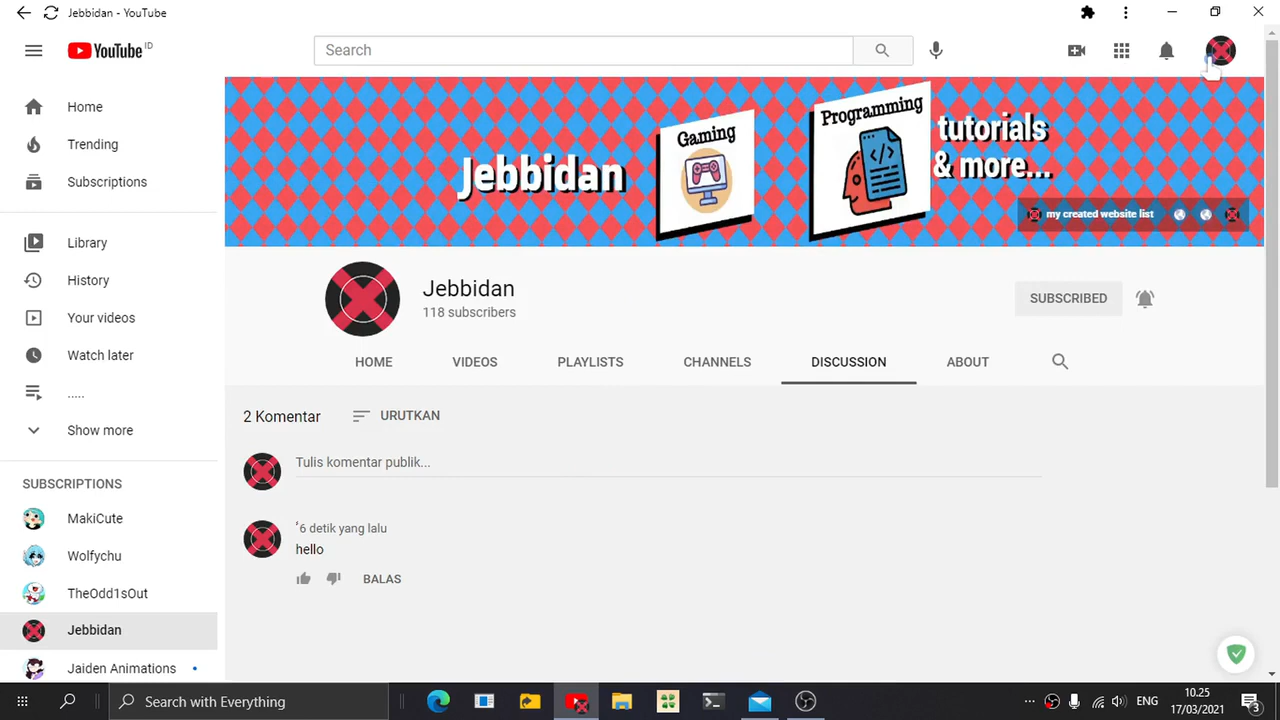 Jebbidan - YouTube
YouTube ID
Search
Home
Trending
Subscriptions
Library
History
Your videos
Watch later
.....
Show more
SUBSCRIPTIONS
MakiCute
Wolfychu
TheOdd1sOut
Jebbidan
Jaiden Animations
Jebbidan
Gaming
Programming
tutorials
& more...
my created website list
Jebbidan
118 subscribers
SUBSCRIBED
HOME
VIDEOS
PLAYLISTS
CHANNELS
DISCUSSION
ABOUT
2 Komentar
URUTKAN
Tulis komentar publik...
' 6 detik yang lalu
hello
BALAS
Search with Everything
ENG
10.25
17/03/2021
3